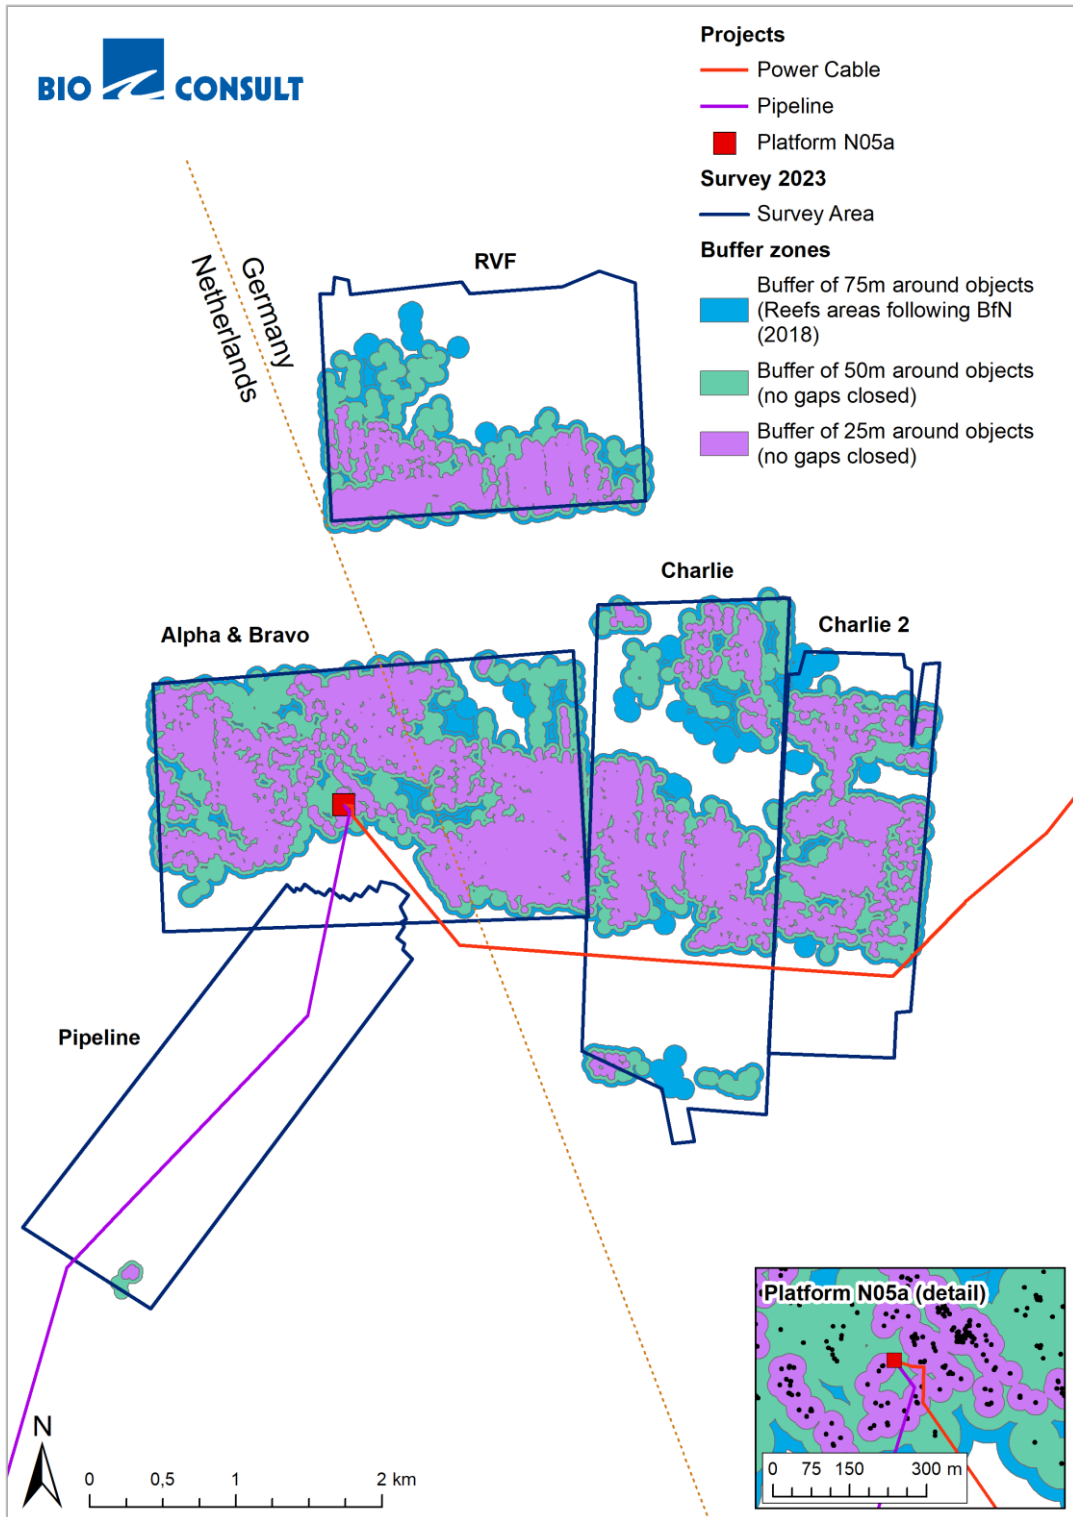 BIO CONSULT
Projects
Power Cable
Pipeline
Platform N05a
Survey 2023
Survey Area
Buffer zones
Buffer of 75m around objects
(Reefs areas following BfN
(2018)
Buffer of 50m around objects
(no gaps closed)
Buffer of 25m around objects
(no gaps closed)
Germany
Netherlands
RVF
Charlie
Charlie 2
Alpha & Bravo
Pipeline
Platform N05a (detail)
0 75 150 300 m
N
0 0,5 1 2 km